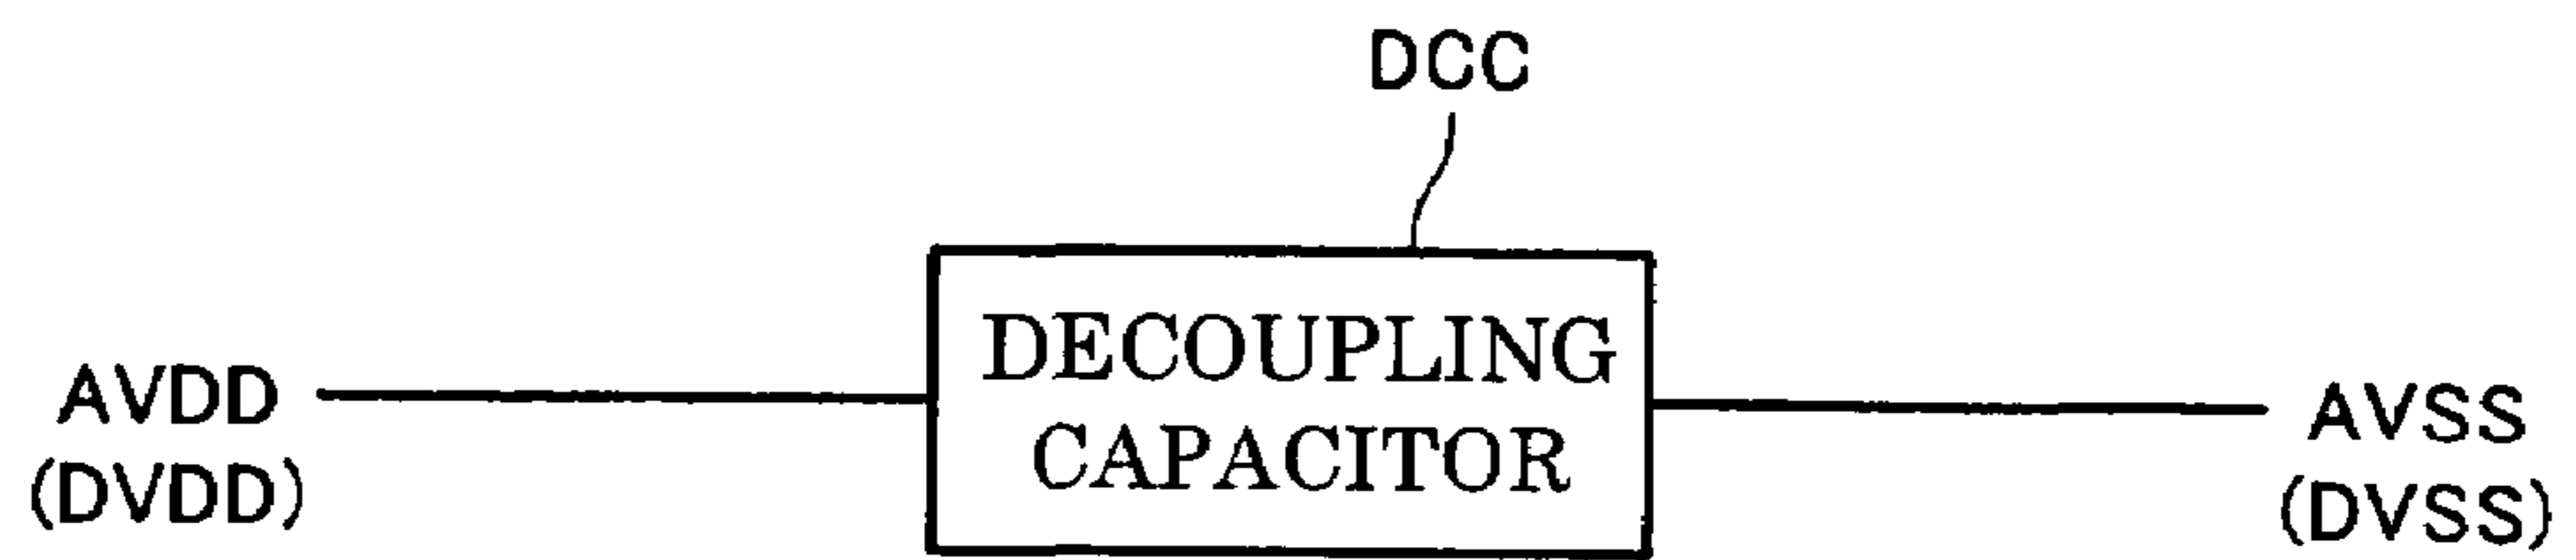 DCC
DECOUPLING
CAPACITOR
AVDD
(DVDD)
AVSS
(DVSS)